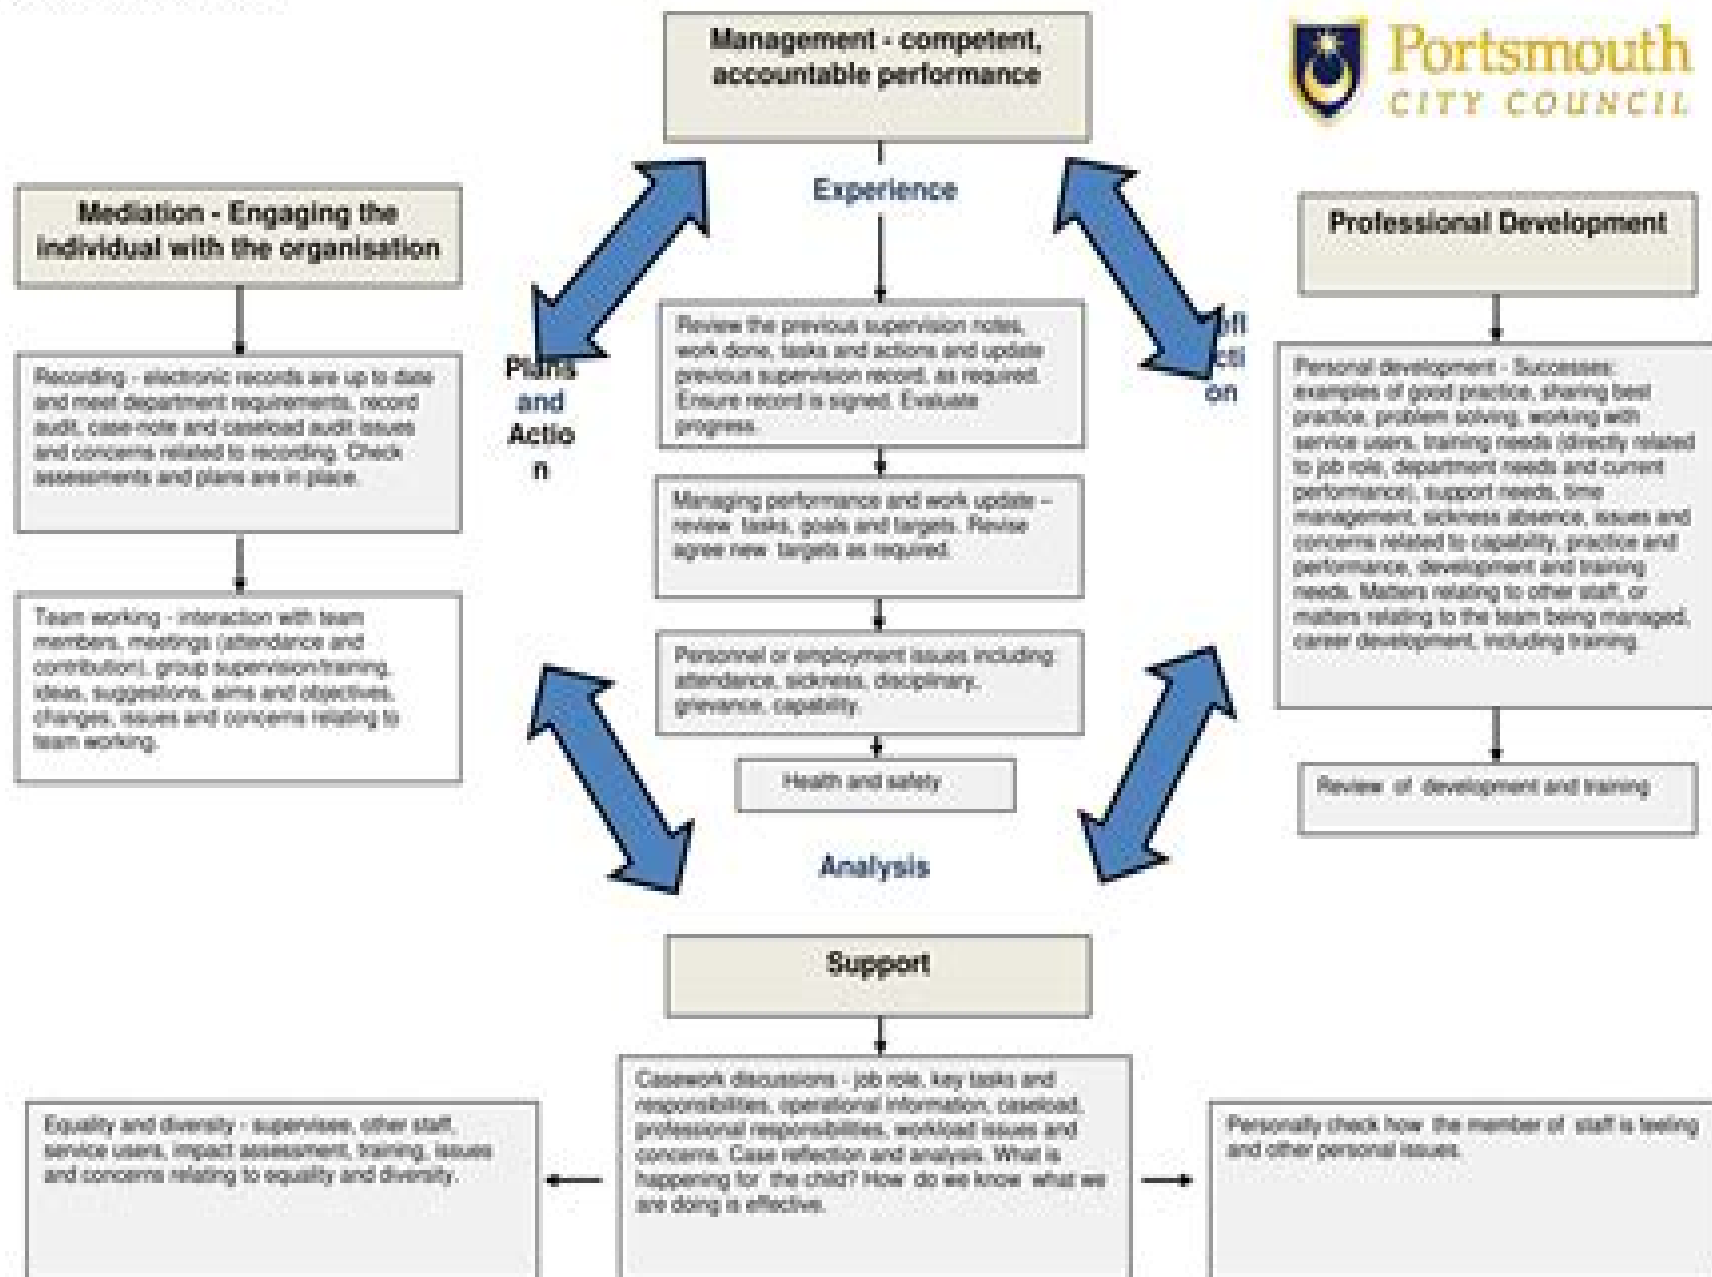 Management - competent,
accountable performance
Portsmouth
CITY COUNCIL
Experience
Mediation - Engaging the
individual with the organisation
Professional Development
Recording - electronic records are up to date
and meet department requirements, record
audit, case-note and caseload audit issues
and concerns related to recording. Check
assessments and plans are in place.
Plans
and
Actio
n
Review the previous supervision notes,
work done, tasks and actions and update
previous supervision record, as required.
Ensure record is signed. Evaluate
progress.
efl
cti
on
Personal development - Successes:
examples of good practice, sharing best
practice, problem solving, working with
service users, training needs (directly related
to job role, department needs and current
performance), support needs, time
management, sickness absence, issues and
concerns related to capability, practice and
performance, development and training
needs. Matters relating to other staff, or
matters relating to the team being managed,
career development, including training.
Managing performance and work update –
review tasks, goals and targets. Revise
agree new targets as required.
Team working - interaction with team
members, meetings (attendance and
contribution), group supervision/training,
ideas, suggestions, aims and objectives,
changes, issues and concerns relating to
team working.
Personnel or employment issues including:
attendance, sickness, disciplinary,
grievance, capability.
Health and safety
Review of development and training
Analysis
Support
Casework discussions - job role, key tasks and
responsibilities, operational information, caseload,
professional responsibilities, workload issues and
concerns. Case reflection and analysis. What is
happening for the child? How do we know what we
are doing is effective.
Equality and diversity - supervisee, other staff,
service users, impact assessment, training, issues
and concerns relating to equality and diversity.
Personally check how the member of staff is feeling
and other personal issues.